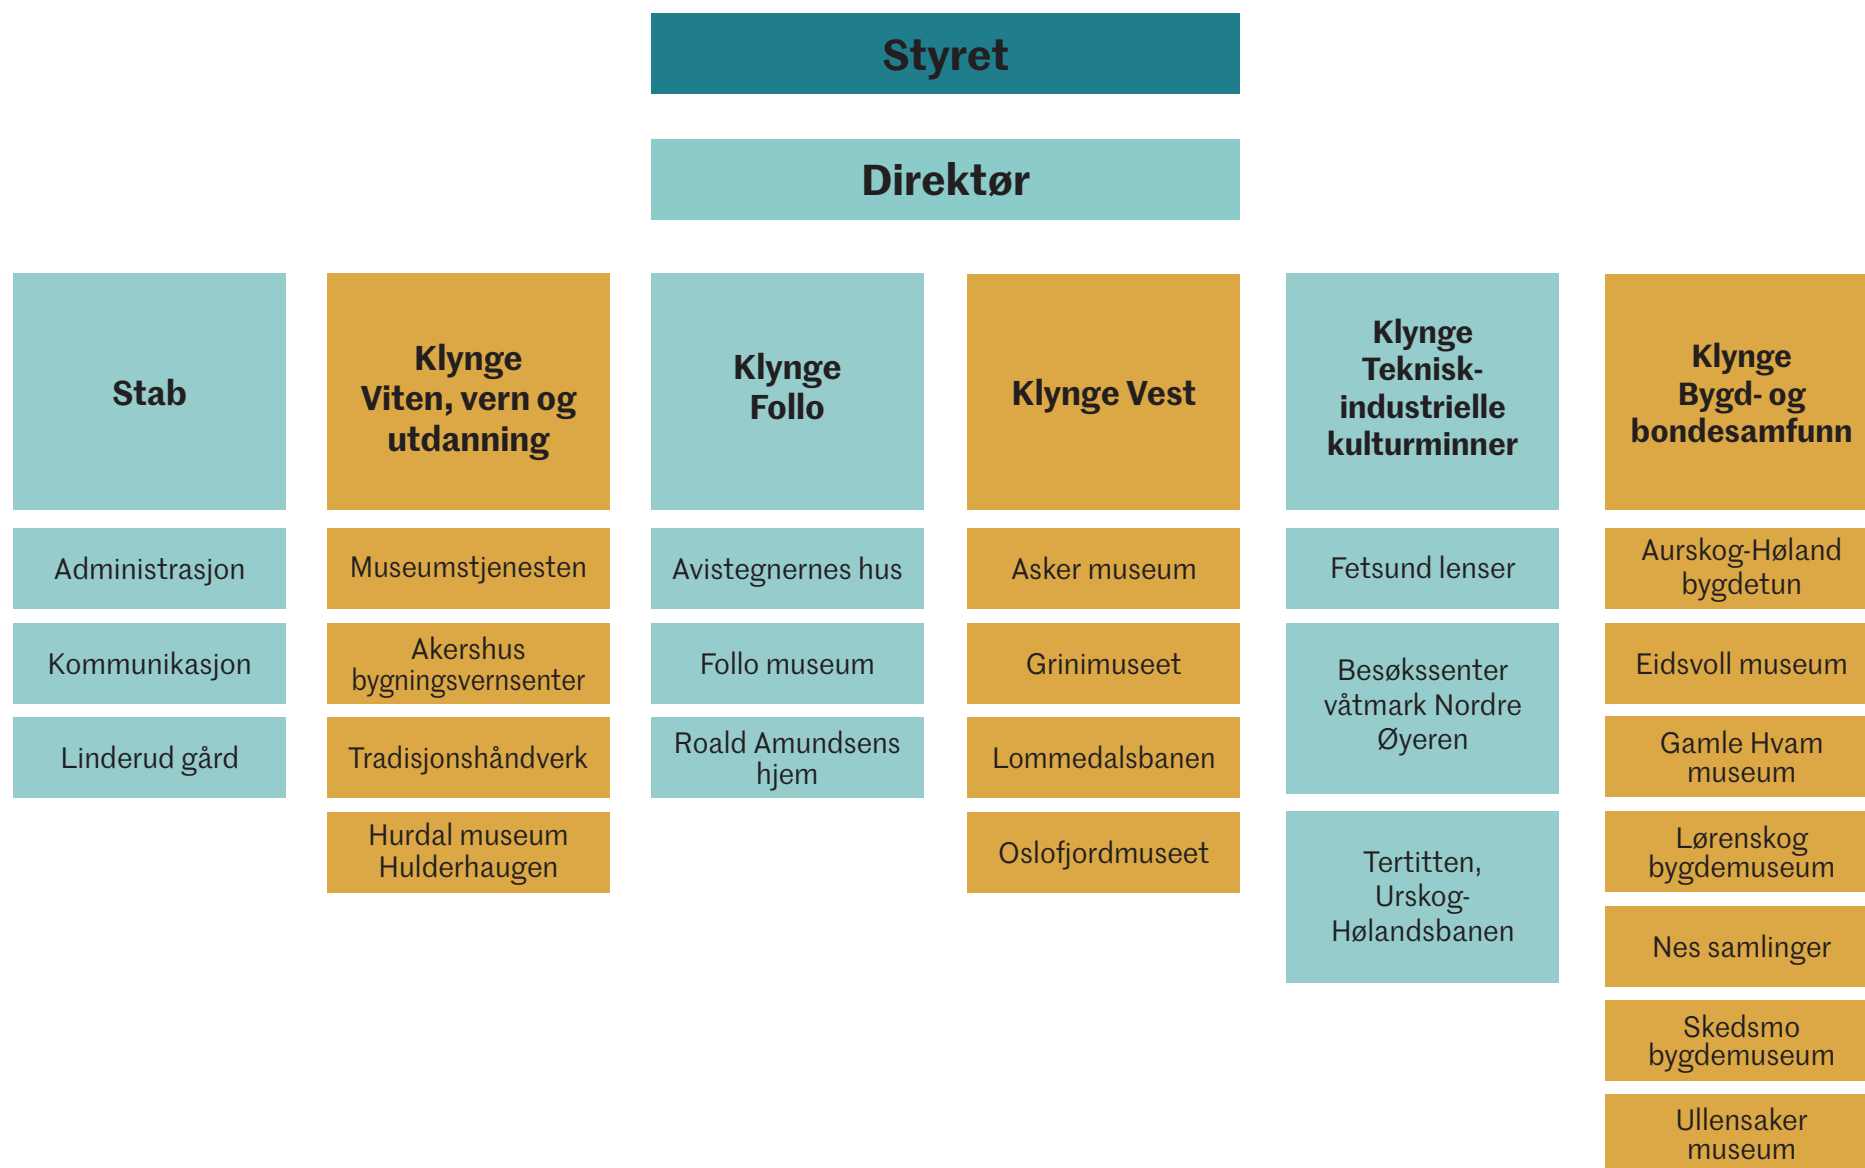 Styret
Direktør
Stab
Administrasjon
Kommunikasjon
Linderud gård
Klynge
Viten, vern og
utdanning
Museumstjenesten
Akershus
bygningsvernsenter
Tradisjonshåndverk
Hurdal museum
Hulderhaugen
Klynge
Follo
Avistegnernes hus
Follo museum
Roald Amundsens
hjem
Klynge Vest
Asker museum
Grinimuseet
Lommedalsbanen
Oslofjordmuseet
Klynge
Teknisk-
industrielle
kulturminner
Fetsund lenser
Besøkssenter
våtmark Nordre
Øyeren
Tertitten,
Urskog-
Hølandsbanen
Klynge
Bygd- og
bondesamfunn
Aurskog-Høland
bygdetun
Eidsvoll museum
Gamle Hvam
museum
Lørenskog
bygdemuseum
Nes samlinger
Skedsmo
bygdemuseum
Ullensaker
museum